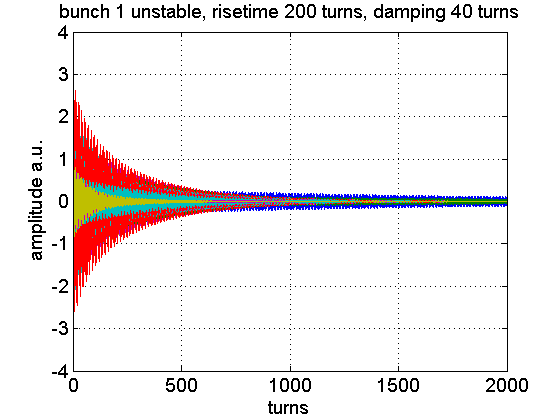 bunch 1 unstable, risetime 200 turns, damping 40 turns
4
3
2
1
0
-1
-2
-3
-4
amplitude a.u.
0 500 1000 1500 2000
turns